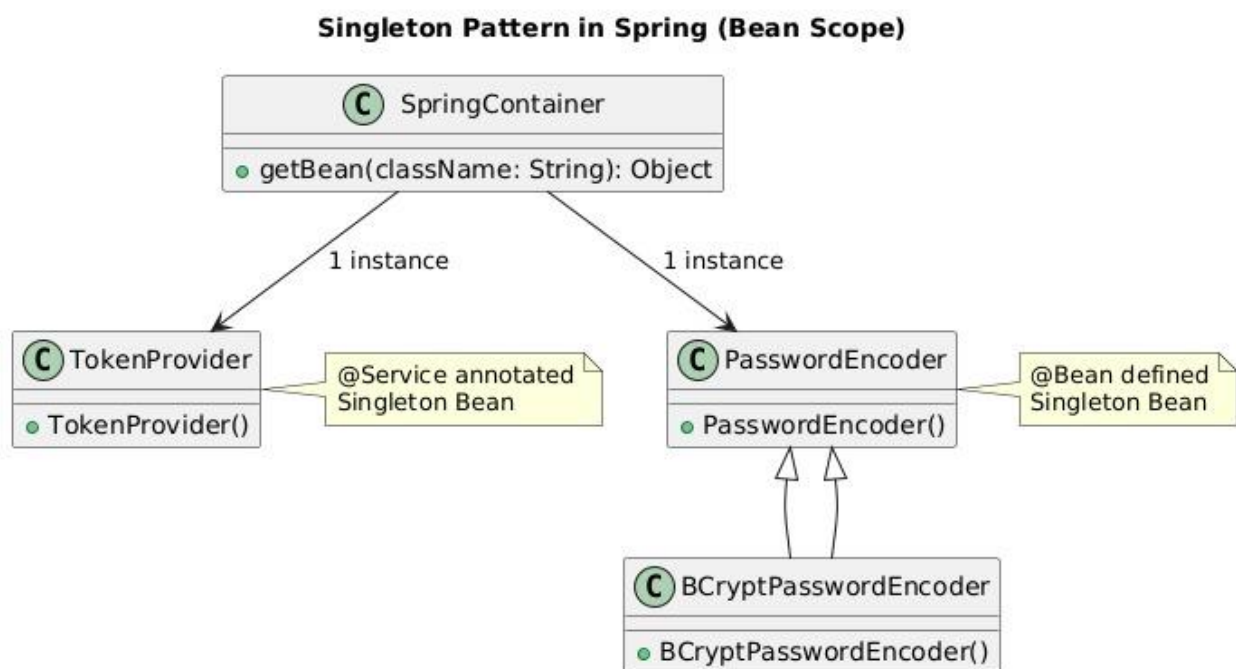 Singleton Pattern in Spring (Bean Scope)
C SpringContainer
getBean(className: String): Object
1 instance
1 instance
C TokenProvider
TokenProvider()
@Service annotated
Singleton Bean
C PasswordEncoder
PasswordEncoder()
@Bean defined
Singleton Bean
C BCryptPasswordEncoder
BCryptPasswordEncoder()